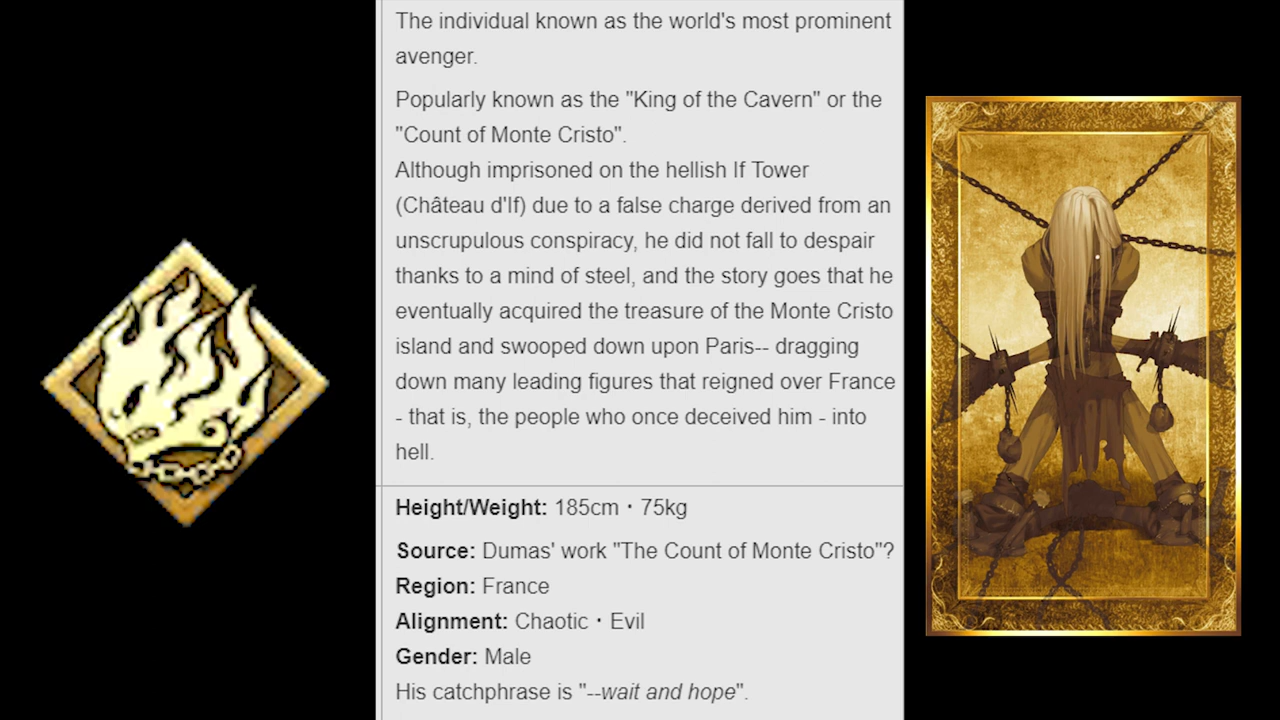 The individual known as the world's most prominent
avenger.
Popularly known as the "King of the Cavern" or the
"Count of Monte Cristo".
Although imprisoned on the hellish If Tower
(Château d'If) due to a false charge derived from an
unscrupulous conspiracy, he did not fall to despair
thanks to a mind of steel, and the story goes that he
eventually acquired the treasure of the Monte Cristo
island and swooped down upon Paris-- dragging
down many leading figures that reigned over France
- that is, the people who once deceived him - into
hell.
Height/Weight: 185cm・75kg
Source: Dumas' work "The Count of Monte Cristo"?
Region: France
Alignment: Chaotic・Evil
Gender: Male
His catchphrase is "--wait and hope".